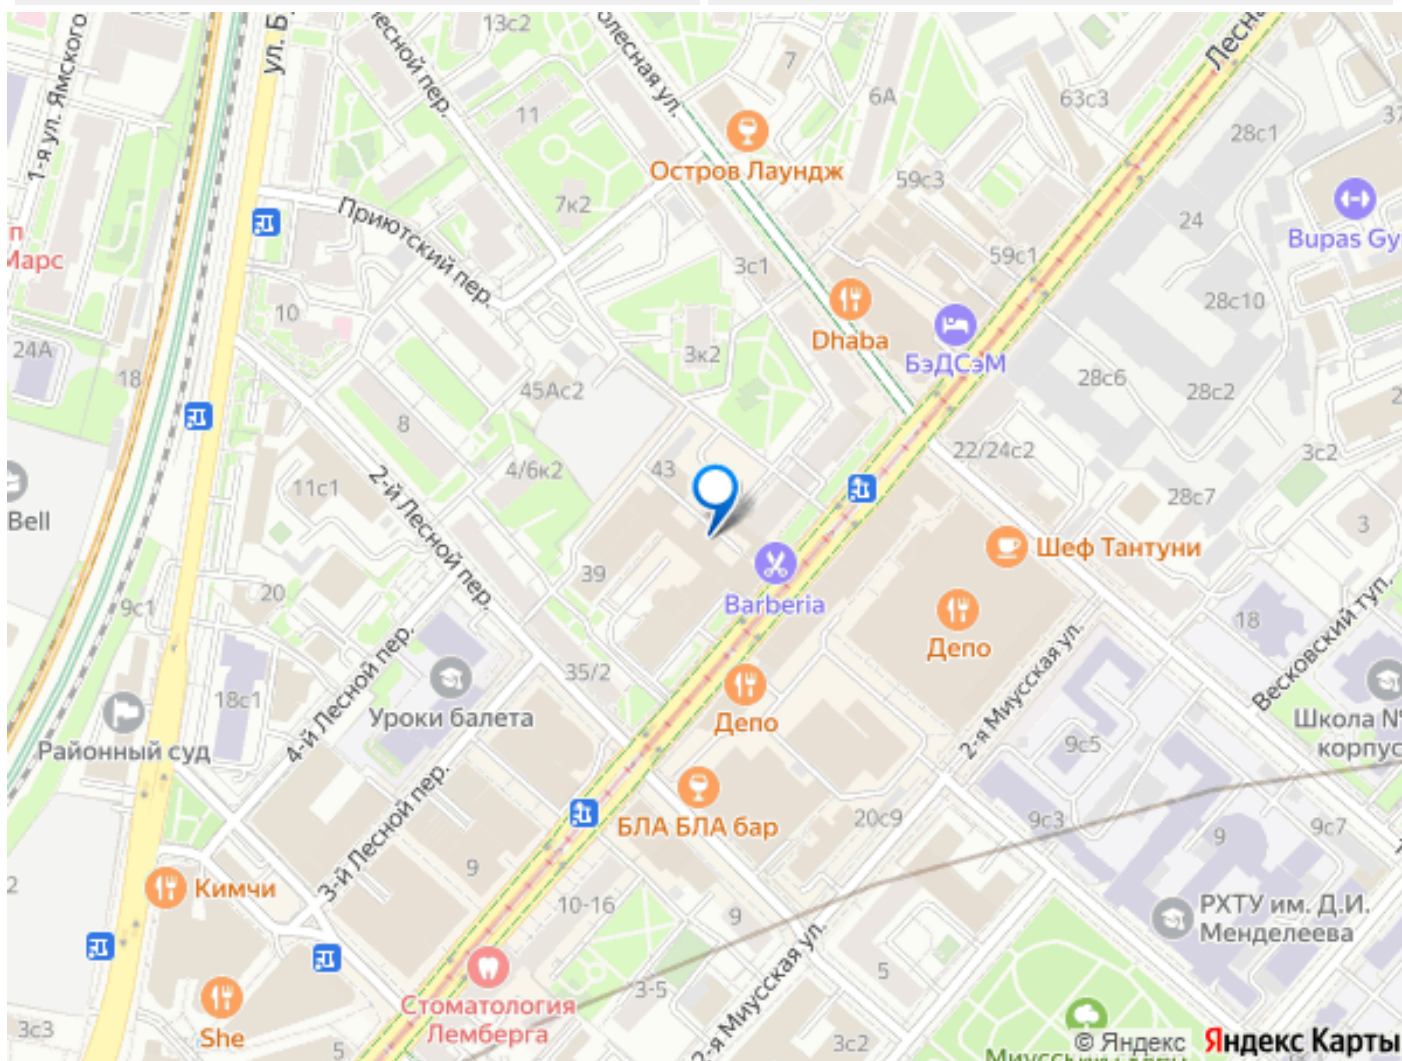 13с2
1-я ул. Ямского
ул. Б
Лесной пер.
олесная ул.
Лесна
7
6А
63с3
28с1
37
11
Остров Лаундж
59с3
7к2
24
Bupas Gy
Приютский пер.
п
Марс
3с1
59с1
10
Dhaba
28с10
БэДСэМ
24А
18
3к2
28с6
28с2
2
45Ас2
8
22/24с2
3с2
43
4/6к2
11с1
2-й Лесной пер.
28с7
Bell
3
Шеф Тантуни
39
Barberia
9с1
20
Депо
18
Весковский туп.
4-й Лесной пер.
35/2
2-я Миусская ул.
18с1
Уроки балета
Депо
Школа №
корпус
Районный суд
9с5
3-й Лесной пер.
БЛА БЛА бар
20с9
9с3
9
9с7
9
2
Кимчи
10-16
9
РХТУ им. Д.И.
Менделеева
2-я Миусская ул.
5
3-5
Стоматология
Лемберга
3с3
She
5
3с2
© Яндекс
Яндекс Карты